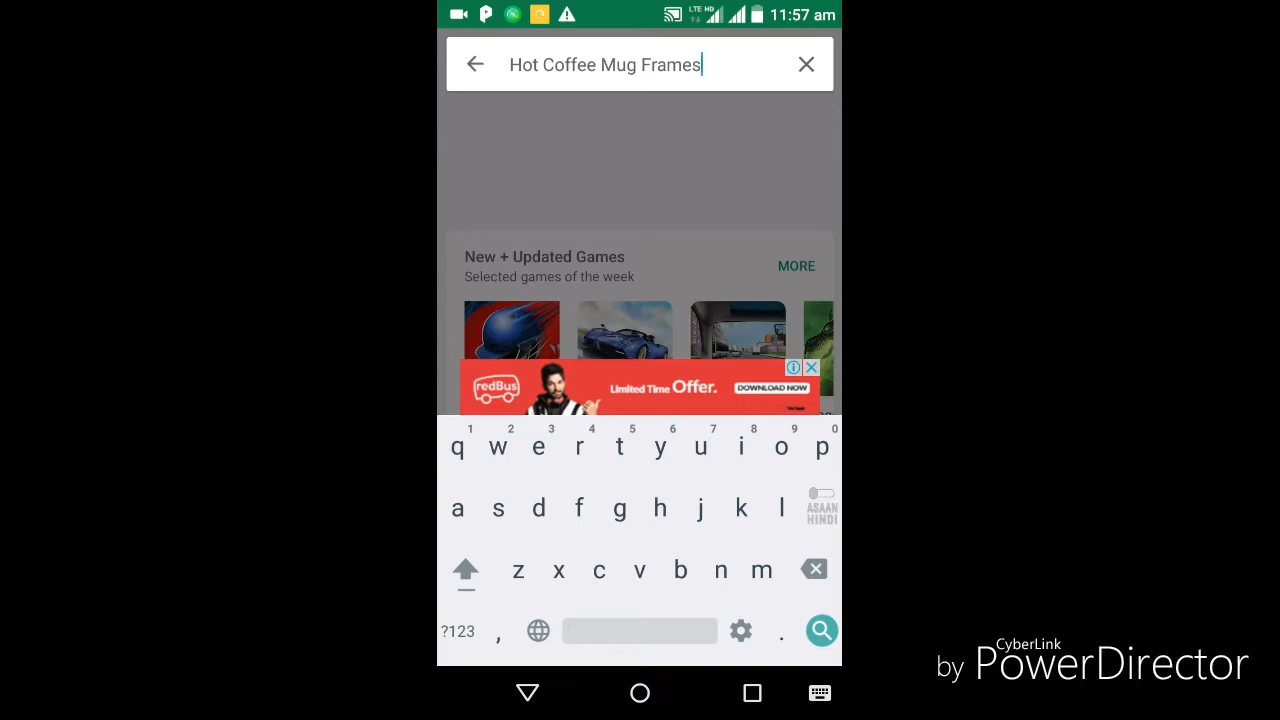 LTE HD
11:57 am
Hot Coffee Mug Frames
New + Updated Games
Selected games of the week
MORE
redBus
Limited Time Offer.
DOWNLOAD NOW
1 2 3 4 5 6 7 8 9 0
q w e r t y u i o p
a s d f g h j k l
ASAAN
HINDI
z x c v b n m
?123 , .
CyberLink
by PowerDirector